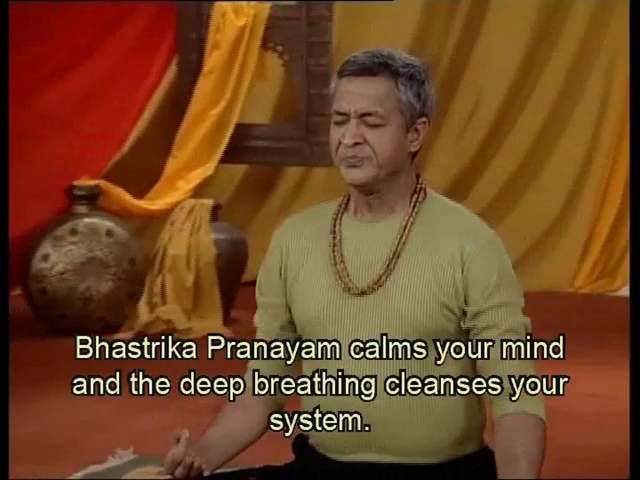 Bhastrika Pranayam calms your mind
and the deep breathing cleanses your
system.